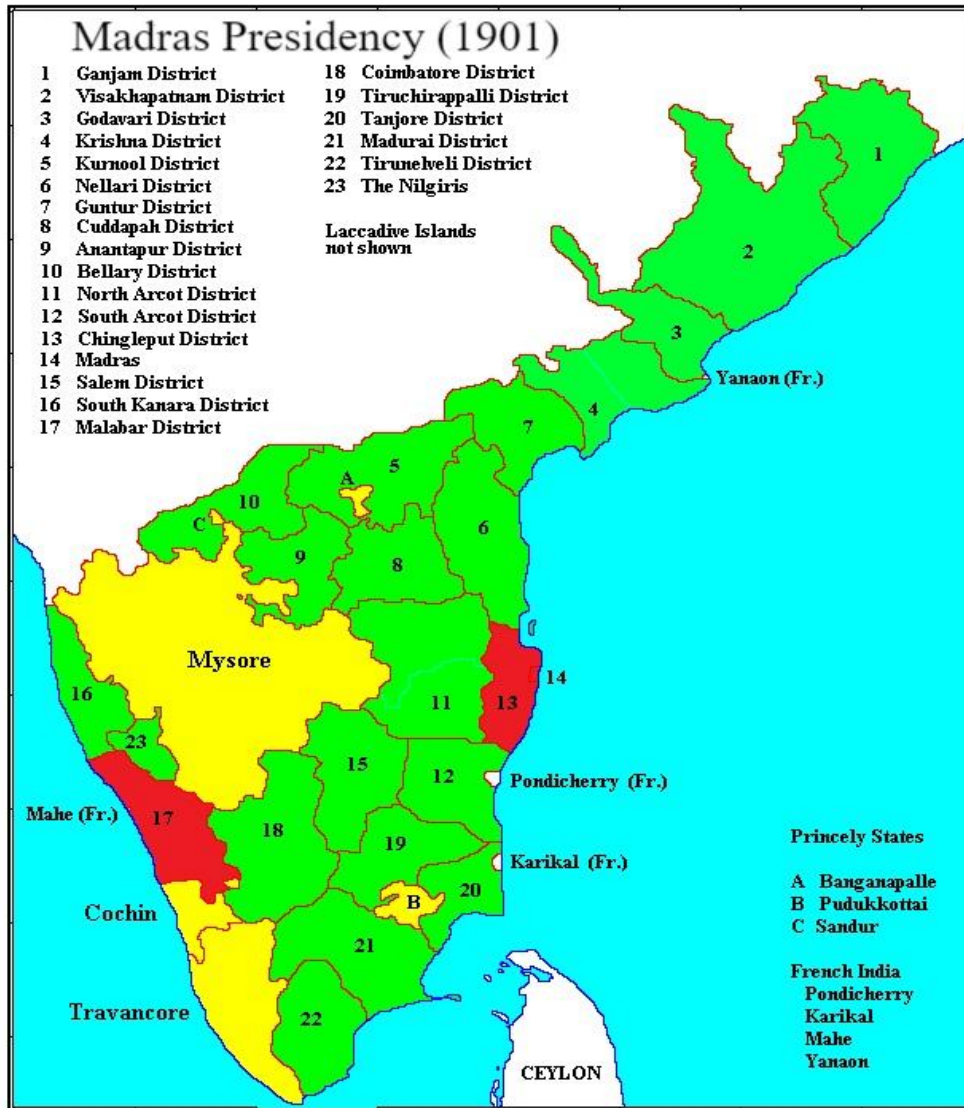 Madras Presidency (1901)
1 Ganjam District
2 Visakhapatnam District
3 Godavari District
4 Krishna District
5 Kurnool District
6 Nellari District
7 Guntur District
8 Cuddapah District
9 Anantapur District
10 Bellary District
11 North Arcot District
12 South Arcot District
13 Chingleput District
14 Madras
15 Salem District
16 South Kanara District
17 Malabar District
18 Coimbatore District
19 Tiruchirappalli District
20 Tanjore District
21 Madurai District
22 Tirunelveli District
23 The Nilgiris
Laccadive Islands
not shown
1
2
3
Yanaon (Fr.)
4
7
5
A
10
C
6
9
8
Mysore
16
11
13
14
23
15
12
Pondicherry (Fr.)
Mahe (Fr.)
17
18
19
Karikal (Fr.)
20
B
Cochin
21
Travancore
22
CEYLON
Princely States
A Banganapalle
B Pudukkottai
C Sandur
French India
Pondicherry
Karikal
Mahe
Yanaon